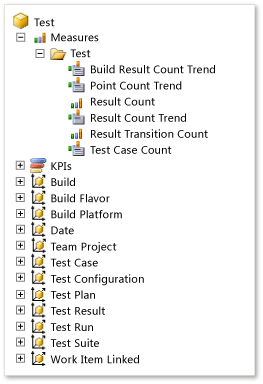 Test
Measures
Test
Build Result Count Trend
Point Count Trend
Result Count
Result Count Trend
Result Transition Count
Test Case Count
KPIs
Build
Build Flavor
Build Platform
Date
Team Project
Test Case
Test Configuration
Test Plan
Test Result
Test Run
Test Suite
Work Item Linked